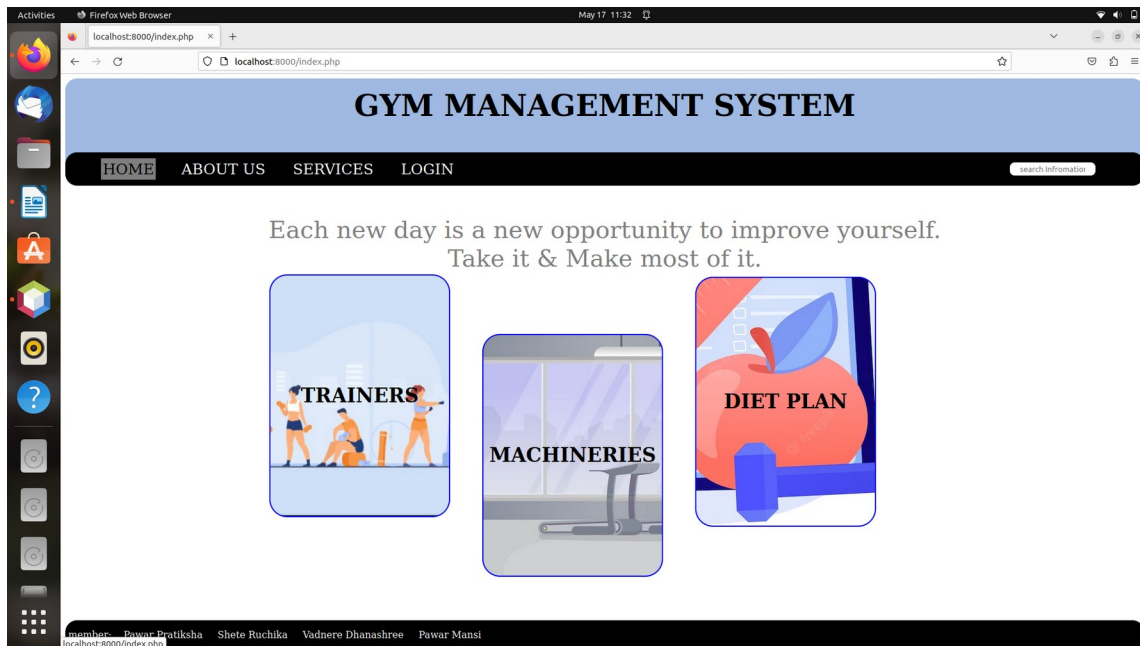 Activities Firefox Web Browser May 17 11:32
localhost:8000/index.php × +
localhost:8000/index.php
GYM MANAGEMENT SYSTEM
HOME ABOUT US SERVICES LOGIN search Infromatior
Each new day is a new opportunity to improve yourself.
Take it & Make most of it.
TRAINERS
MACHINERIES
DIET PLAN
member: Pawar Pratiksha Shete Ruchika Vadnere Dhanashree Pawar Mansi
localhost:8000/index.php